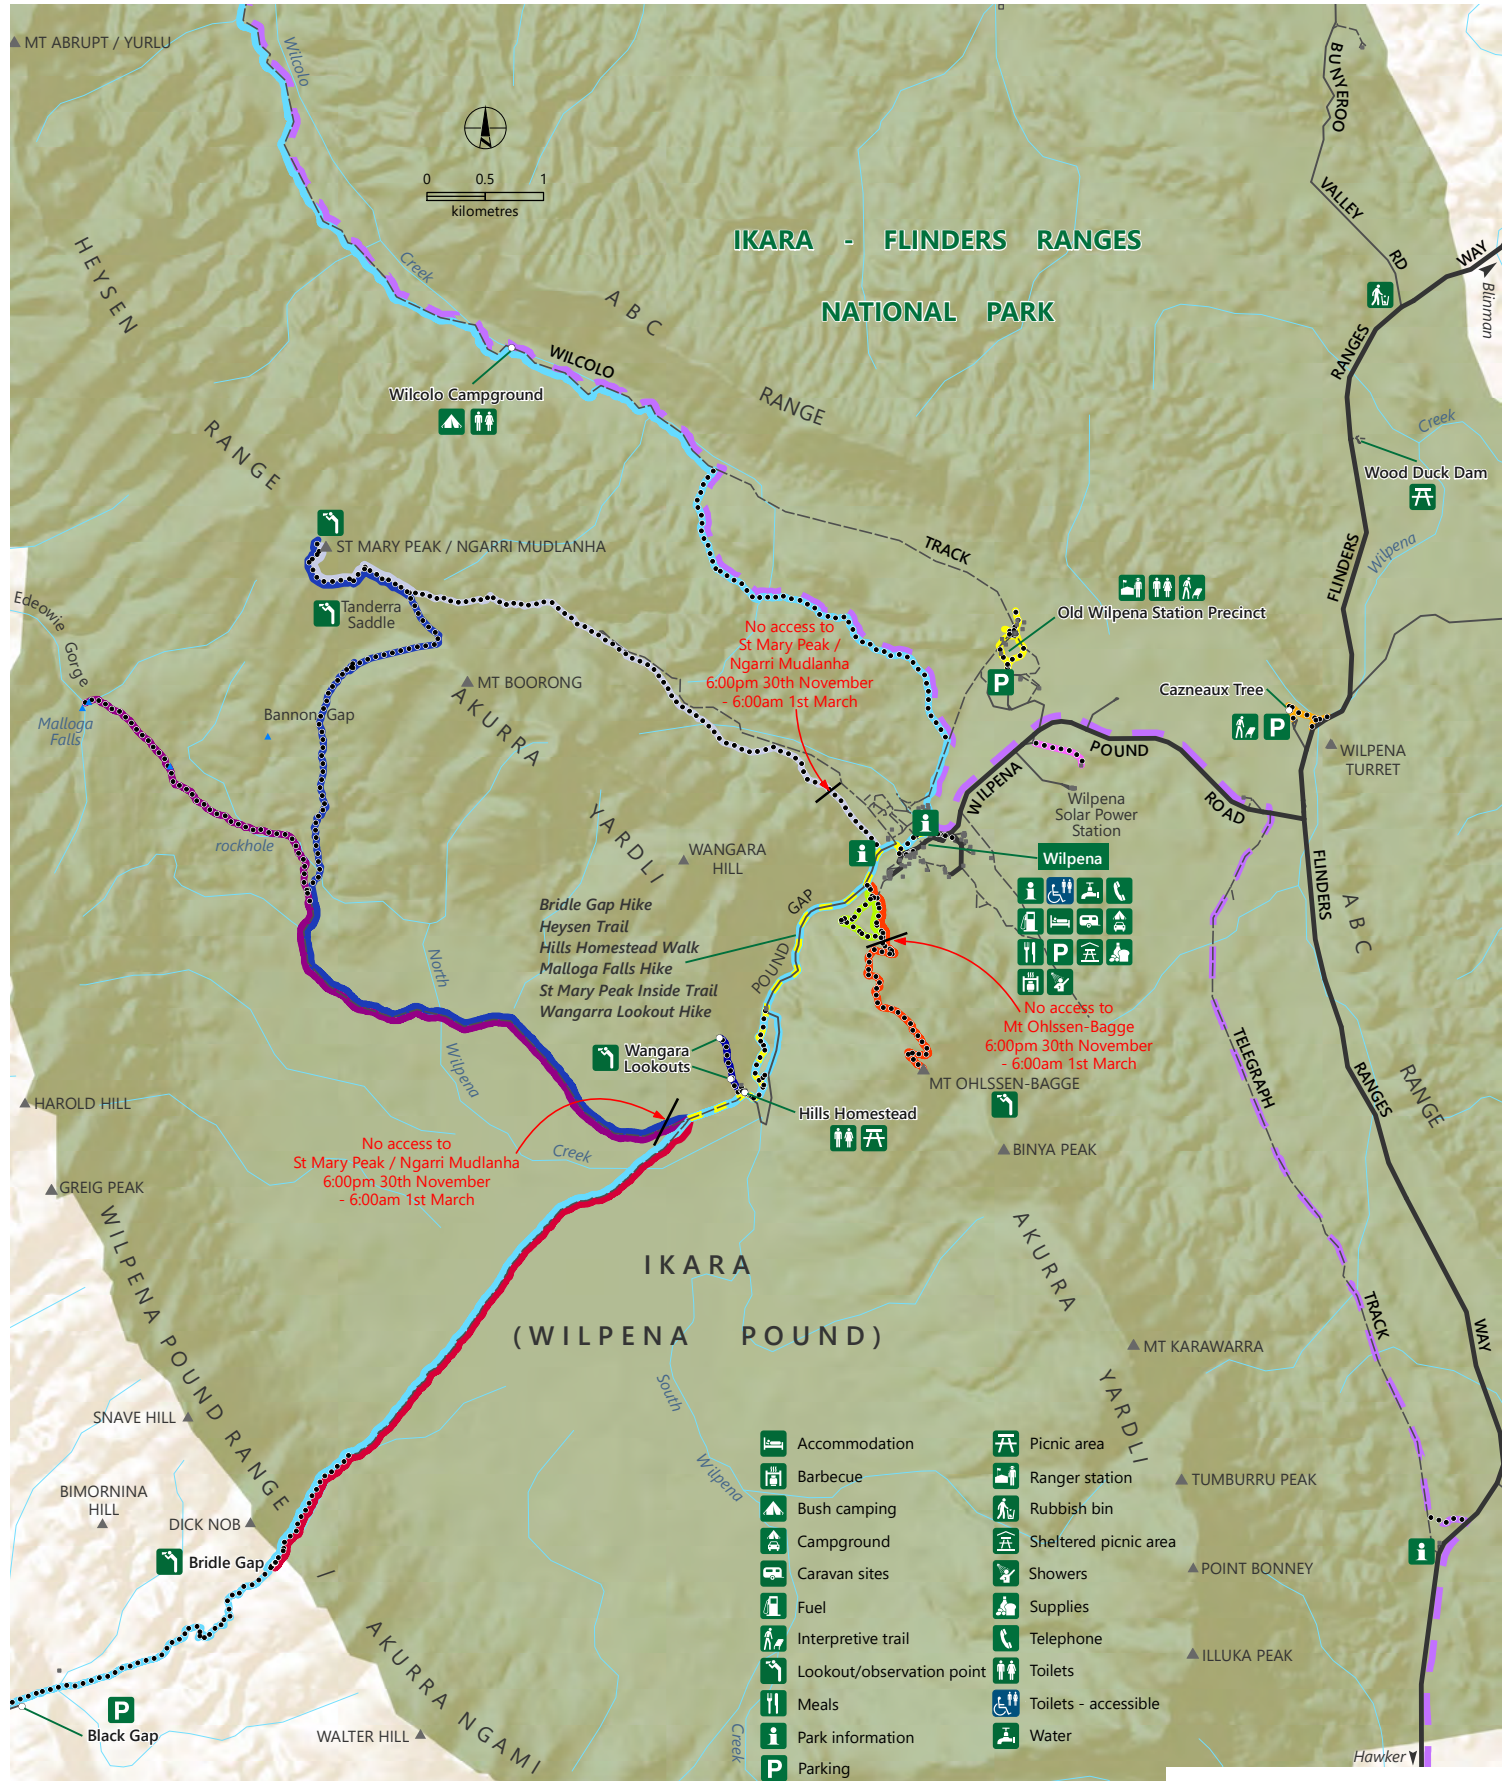 MT ABRUPT / YURLU
Wilcolo
BUNYEROO
VALLEY
RD
WAY
Blinman
0 0.5 1
kilometres
IKARA - FLINDERS RANGES
NATIONAL PARK
HEYSEN
RANGE
Creek
ABC
RANGE
WILCOLO
TRACK
Wilcolo Campground
RANGES
FLINDERS
Creek
Wood Duck Dam
Wilpena
ST MARY PEAK / NGARRI MUDLANHA
Tanderra
Saddle
Edeowie
Gorge
Malloga
Falls
Bannon Gap
MT BOORONG
AKURRA
YARDLI
rockhole
No access to
St Mary Peak /
Ngarri Mudlanha
6:00pm 30th November
- 6:00am 1st March
Old Wilpena Station Precinct
P
Cazneaux Tree
P
WILPENA
TURRET
WILPENA
POUND
ROAD
Wilpena
Solar Power
Station
i
i
Wilpena
i
P
WANGARA
HILL
Bridle Gap Hike
Heysen Trail
Hills Homestead Walk
Malloga Falls Hike
St Mary Peak Inside Trail
Wangarra Lookout Hike
POUND
GAP
FLINDERS
RANGES
WAY
ABC
RANGE
TELEGRAPH
TRACK
No access to
Mt Ohlssen-Bagge
6:00pm 30th November
- 6:00am 1st March
MT OHLSSEN-BAGGE
BINYA PEAK
North
Wilpena
Creek
Wangara
Lookouts
Hills Homestead
HAROLD HILL
GREIG PEAK
No access to
St Mary Peak / Ngarri Mudlanha
6:00pm 30th November
- 6:00am 1st March
IKARA
(WILPENA POUND)
WILPENA POUND RANGE
/
AKURRA NGAMI
AKURRA
YARDLI
MT KARAWARRA
SNAVE HILL
BIMORNINA
HILL
DICK NOB
Bridle Gap
P
Black Gap
WALTER HILL
South
Wilpena
Creek
TUMBURRU PEAK
POINT BONNEY
i
ILLUKA PEAK
Hawker
Accommodation
Barbecue
Bush camping
Campground
Caravan sites
Fuel
Interpretive trail
Lookout/observation point
Meals
i Park information
P Parking
Picnic area
Ranger station
Rubbish bin
Sheltered picnic area
Showers
Supplies
Telephone
Toilets
Toilets - accessible
Water